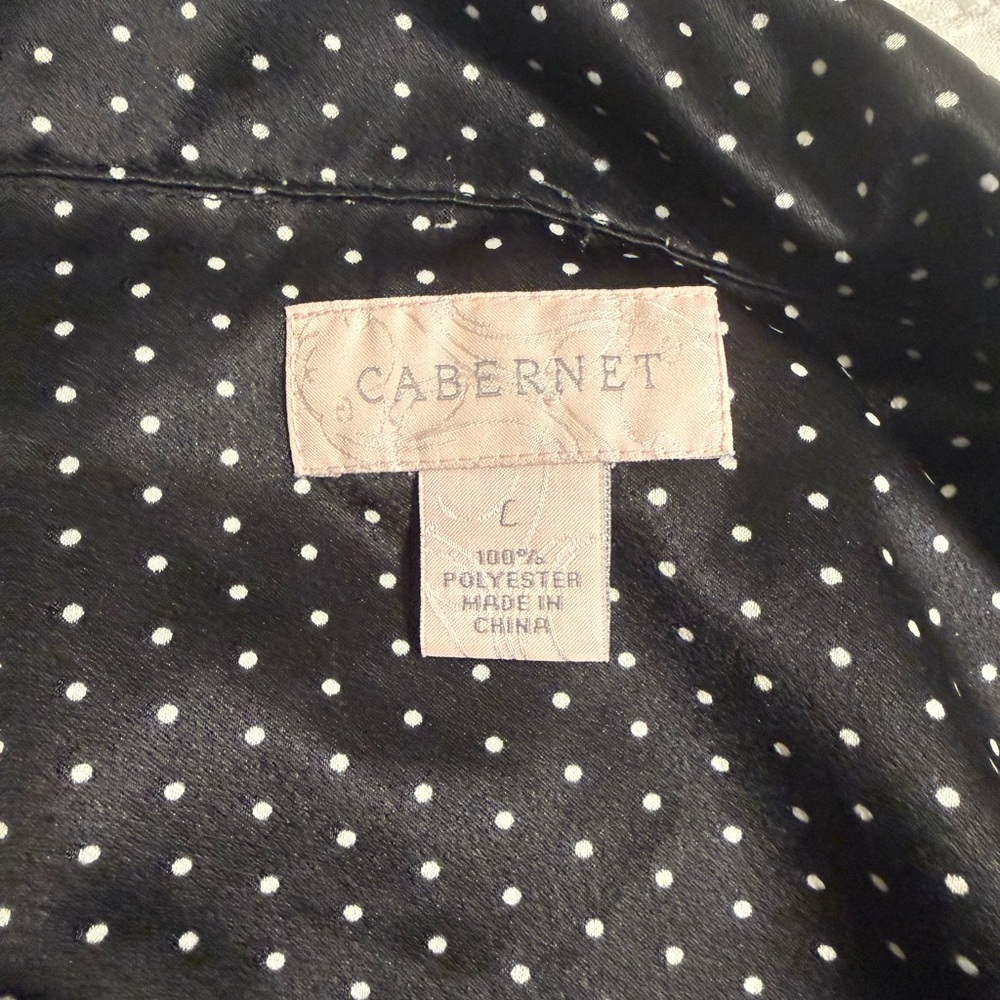 CABERNET
L
100%
POLYESTER
MADE IN
CHINA